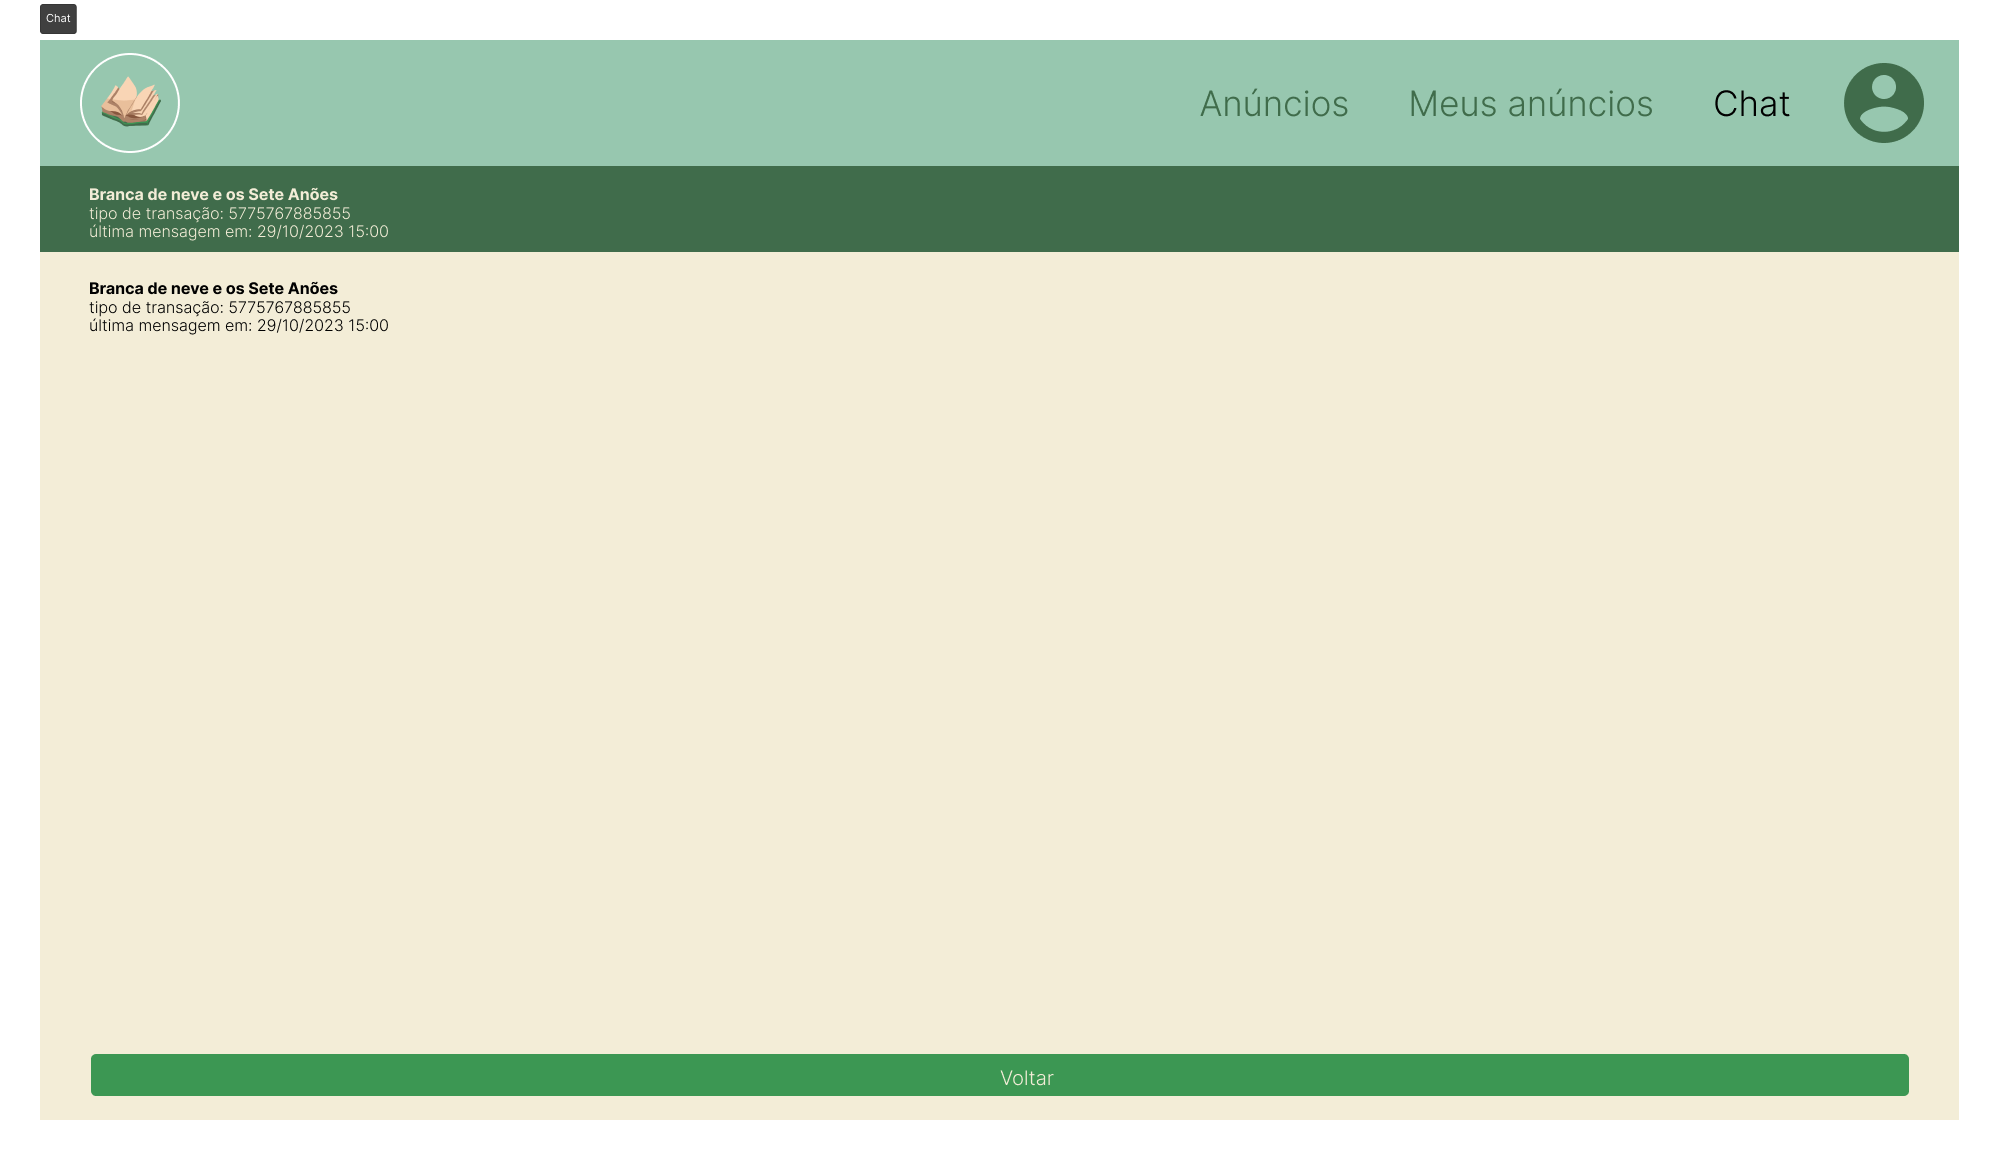 Chat
Anúncios Meus anúncios Chat
Branca de neve e os Sete Anões
tipo de transação: 5775767885855
última mensagem em: 29/10/2023 15:00
Branca de neve e os Sete Anões
tipo de transação: 5775767885855
última mensagem em: 29/10/2023 15:00
Voltar